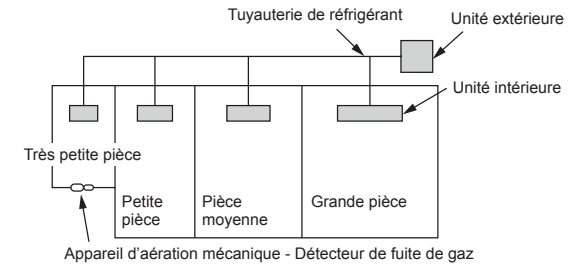 Tuyauterie de réfrigérant
Unité extérieure
Unité intérieure
Très petite pièce
Petite
pièce
Pièce
moyenne
Grande pièce
Appareil d'aération mécanique - Détecteur de fuite de gaz